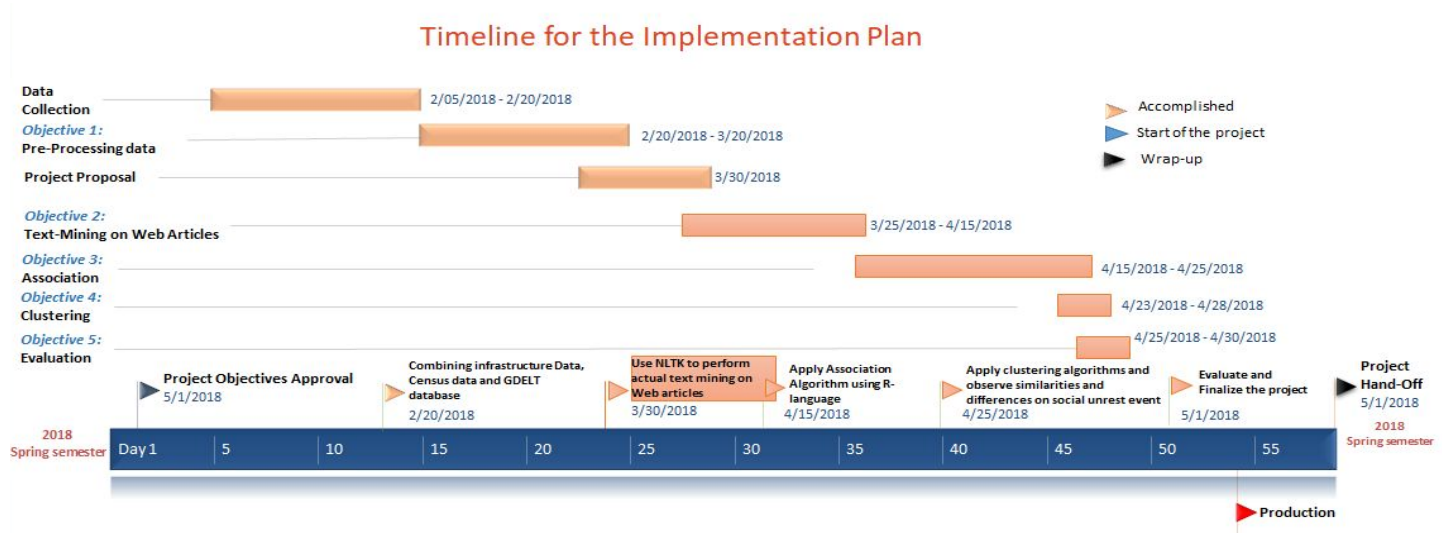 Timeline for the Implementation Plan
Data
Collection
2/05/2018 - 2/20/2018
Accomplished
Start of the project
Wrap-up
Objective 1:
Pre-Processing data
2/20/2018 - 3/20/2018
Project Proposal
3/30/2018
Objective 2:
Text-Mining on Web Articles
3/25/2018 - 4/15/2018
Objective 3:
Association
4/15/2018 - 4/25/2018
Objective 4:
Clustering
4/23/2018 - 4/28/2018
Objective 5:
Evaluation
4/25/2018 - 4/30/2018
Project Objectives Approval
5/1/2018
Combining infrastructure Data,
Census data and GDELT
database
2/20/2018
Use NLTK to perform
actual text mining on
Web articles
3/30/2018
Apply Association
Algorithm using R-
language
4/15/2018
Apply clustering algorithms and
observe similarities and
differences on social unrest event
4/25/2018
Evaluate and
Finalize the project
5/1/2018
Project
Hand-Off
5/1/2018
2018
Spring semester
Day 1 5 10 15 20 25 30 35 40 45 50 55
2018
Spring semester
Production